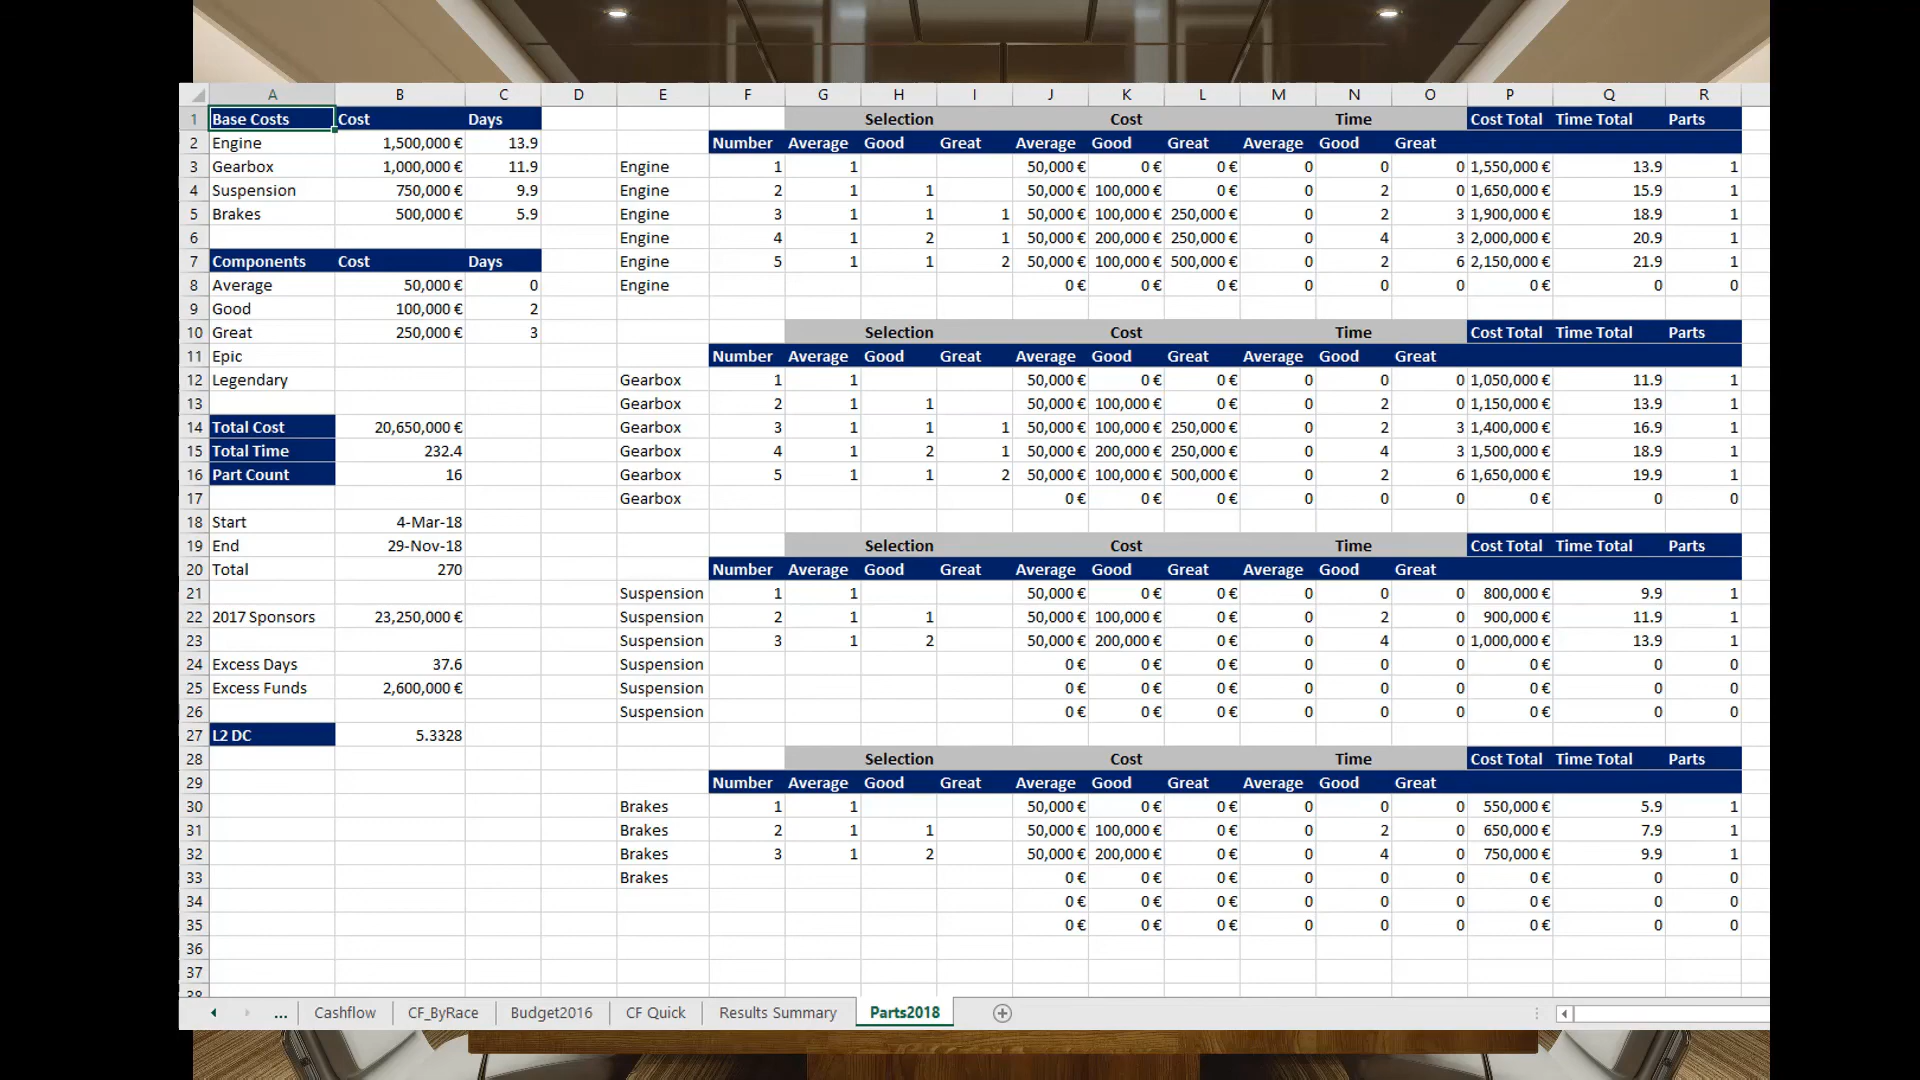 A B C D E F G H I J K L M N O P Q R
1 Base Costs Cost Days Selection Cost Time Cost Total Time Total Parts
2 Engine 1,500,000 € 13.9 Number Average Good Great Average Good Great Average Good Great
3 Gearbox 1,000,000 € 11.9 Engine 1 1 50,000 € 0 € 0 € 0 0 0 1,550,000 € 13.9 1
4 Suspension 750,000 € 9.9 Engine 2 1 1 50,000 € 100,000 € 0 € 0 2 0 1,650,000 € 15.9 1
5 Brakes 500,000 € 5.9 Engine 3 1 1 1 50,000 € 100,000 € 250,000 € 0 2 3 1,900,000 € 18.9 1
6 Engine 4 1 2 1 50,000 € 200,000 € 250,000 € 0 4 3 2,000,000 € 20.9 1
7 Components Cost Days Engine 5 1 1 2 50,000 € 100,000 € 500,000 € 0 2 6 2,150,000 € 21.9 1
8 Average 50,000 € 0 Engine 0 € 0 € 0 € 0 0 0 0 € 0 0
9 Good 100,000 € 2
10 Great 250,000 € 3 Selection Cost Time Cost Total Time Total Parts
11 Epic Number Average Good Great Average Good Great Average Good Great
12 Legendary Gearbox 1 1 50,000 € 0 € 0 € 0 0 0 1,050,000 € 11.9 1
13 Gearbox 2 1 1 50,000 € 100,000 € 0 € 0 2 0 1,150,000 € 13.9 1
14 Total Cost 20,650,000 € Gearbox 3 1 1 1 50,000 € 100,000 € 250,000 € 0 2 3 1,400,000 € 16.9 1
15 Total Time 232.4 Gearbox 4 1 2 1 50,000 € 200,000 € 250,000 € 0 4 3 1,500,000 € 18.9 1
16 Part Count 16 Gearbox 5 1 1 2 50,000 € 100,000 € 500,000 € 0 2 6 1,650,000 € 19.9 1
17 Gearbox 0 € 0 € 0 € 0 0 0 0 € 0 0
18 Start 4-Mar-18
19 End 29-Nov-18 Selection Cost Time Cost Total Time Total Parts
20 Total 270 Number Average Good Great Average Good Great Average Good Great
21 Suspension 1 1 50,000 € 0 € 0 € 0 0 0 800,000 € 9.9 1
22 2017 Sponsors 23,250,000 € Suspension 2 1 1 50,000 € 100,000 € 0 € 0 2 0 900,000 € 11.9 1
23 Suspension 3 1 2 50,000 € 200,000 € 0 € 0 4 0 1,000,000 € 13.9 1
24 Excess Days 37.6 Suspension 0 € 0 € 0 € 0 0 0 0 € 0 0
25 Excess Funds 2,600,000 € Suspension 0 € 0 € 0 € 0 0 0 0 € 0 0
26 Suspension 0 € 0 € 0 € 0 0 0 0 € 0 0
27 L2 DC 5.3328
28 Selection Cost Time Cost Total Time Total Parts
29 Number Average Good Great Average Good Great Average Good Great
30 Brakes 1 1 50,000 € 0 € 0 € 0 0 0 550,000 € 5.9 1
31 Brakes 2 1 1 50,000 € 100,000 € 0 € 0 2 0 650,000 € 7.9 1
32 Brakes 3 1 2 50,000 € 200,000 € 0 € 0 4 0 750,000 € 9.9 1
33 Brakes 0 € 0 € 0 € 0 0 0 0 € 0 0
34 0 € 0 € 0 € 0 0 0 0 € 0 0
35 0 € 0 € 0 € 0 0 0 0 € 0 0
36
37
38
... Cashflow CF_ByRace Budget2016 CF Quick Results Summary Parts2018